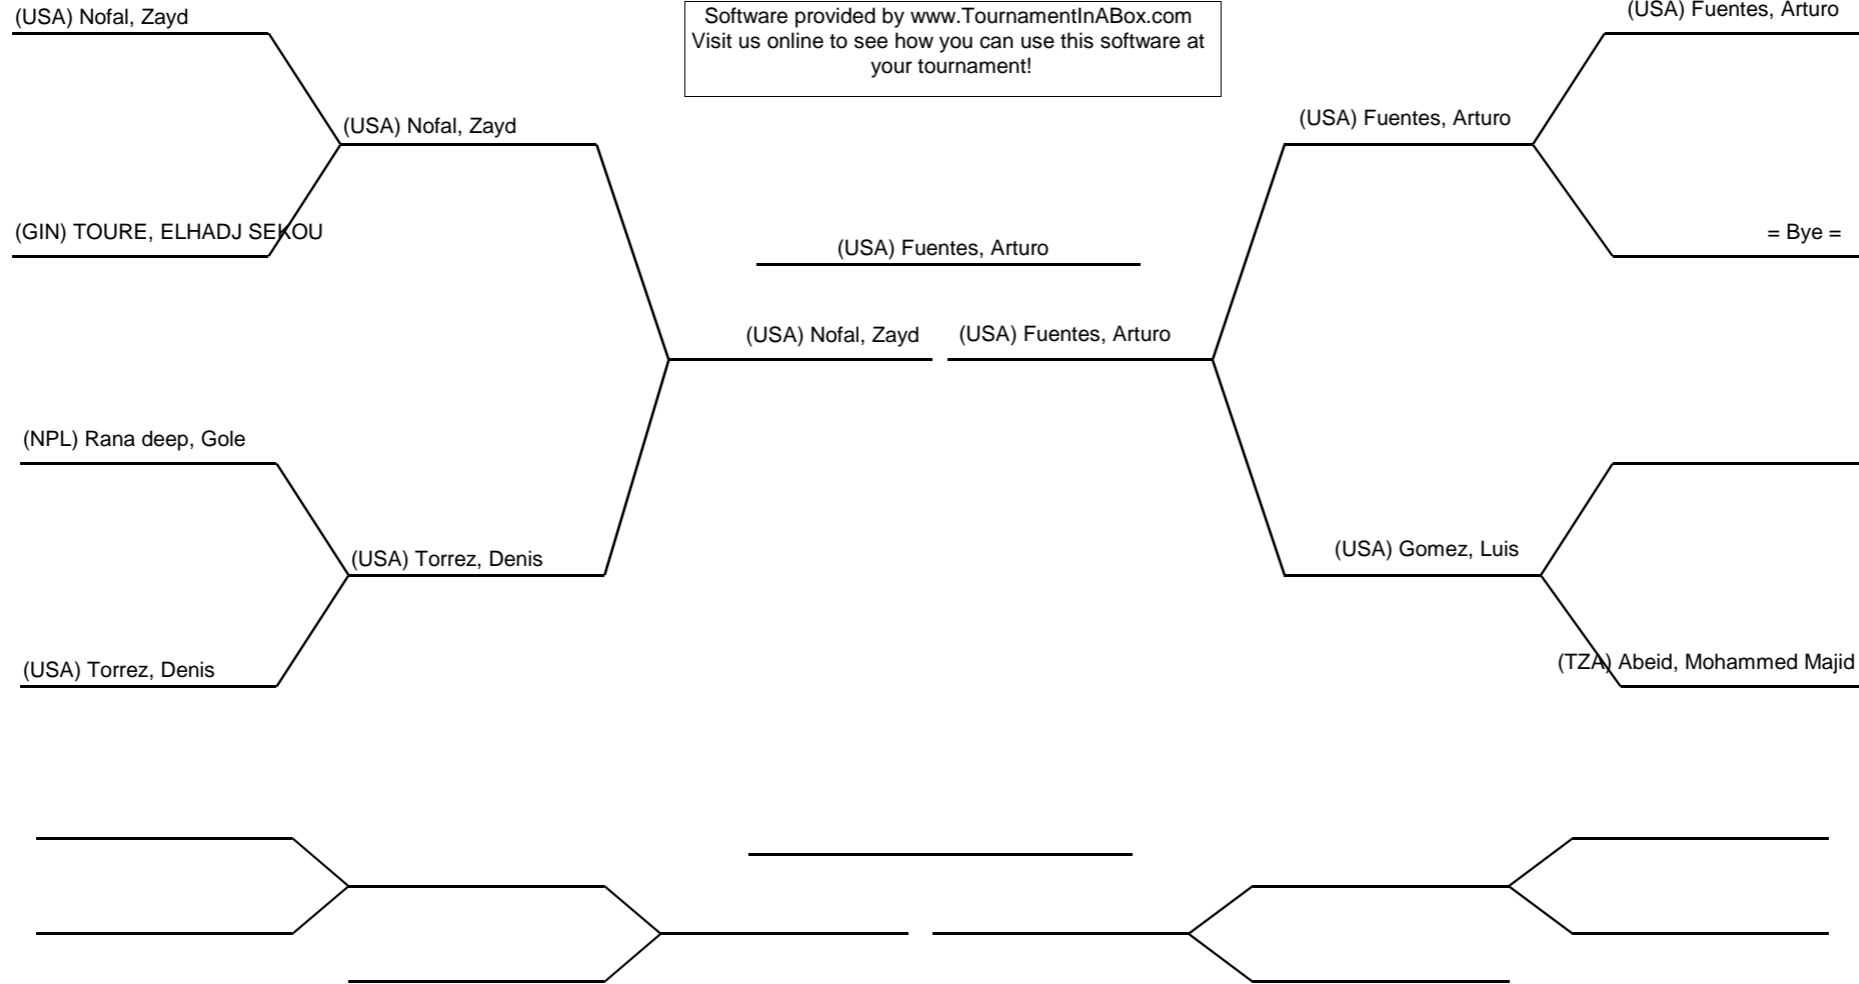 (USA) Nofal, Zayd
Software provided by www.TournamentInABox.com
Visit us online to see how you can use this software at
your tournament!
(USA) Fuentes, Arturo
(USA) Nofal, Zayd
(USA) Fuentes, Arturo
(GIN) TOURE, ELHADJ SEKOU
(USA) Fuentes, Arturo
= Bye =
(USA) Nofal, Zayd
(USA) Fuentes, Arturo
(NPL) Rana deep, Gole
(USA) Torrez, Denis
(USA) Gomez, Luis
(USA) Torrez, Denis
(TZA) Abeid, Mohammed Majid